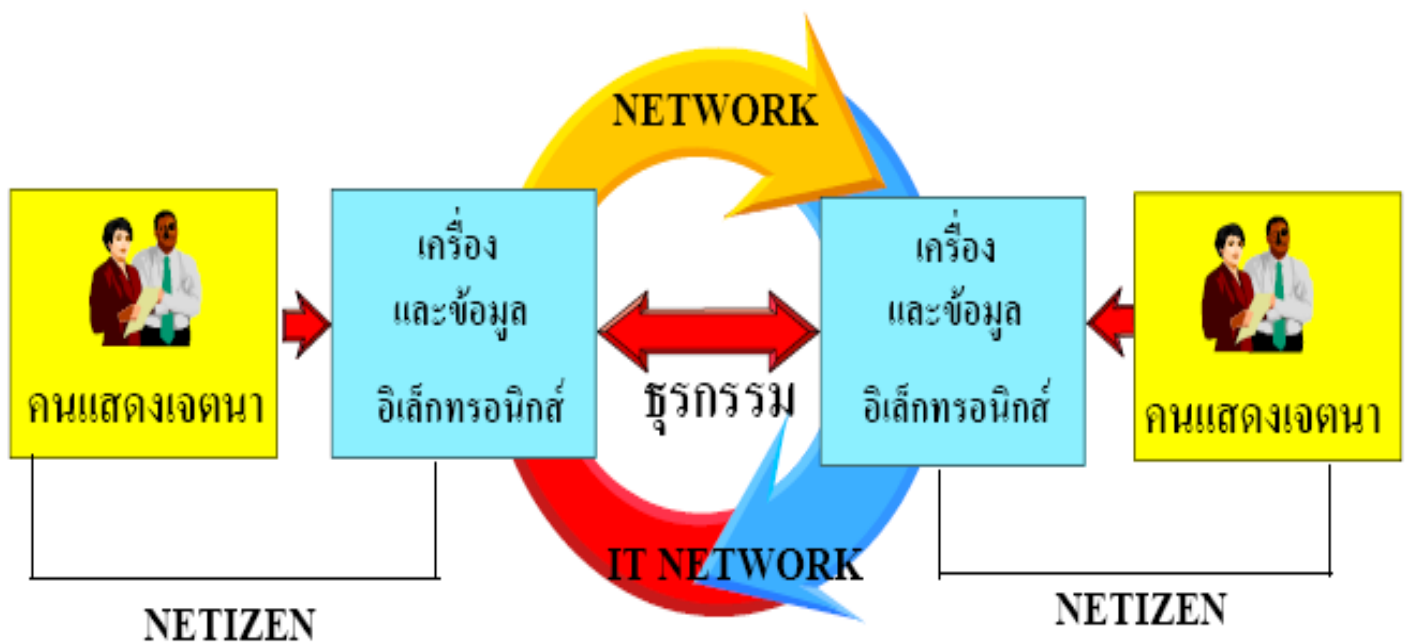 NETWORK
คนแสดงเจตนา
เครื่อง
และข้อมูล
อิเล็กทรอนิกส์
ธุรกรรม
เครื่อง
และข้อมูล
อิเล็กทรอนิกส์
คนแสดงเจตนา
IT NETWORK
NETIZEN
NETIZEN